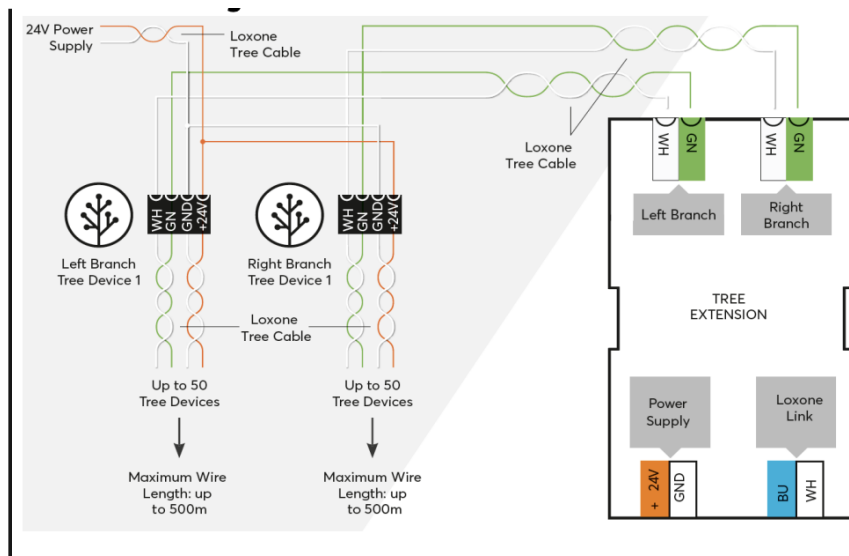 24V Power
Supply
Loxone
Tree Cable
Loxone
Tree Cable
WH
GN
WH
GN
Left Branch
Right
Branch
WH
GN
GND
+24V
WH
GN
GND
+24V
Left Branch
Tree Device 1
Right Branch
Tree Device 1
TREE
EXTENSION
Loxone
Tree Cable
Up to 50
Tree Devices
Up to 50
Tree Devices
Maximum Wire
Length: up
to 500m
Maximum Wire
Length: up
to 500m
Power
Supply
Loxone
Link
+ 24V
GND
BU
WH